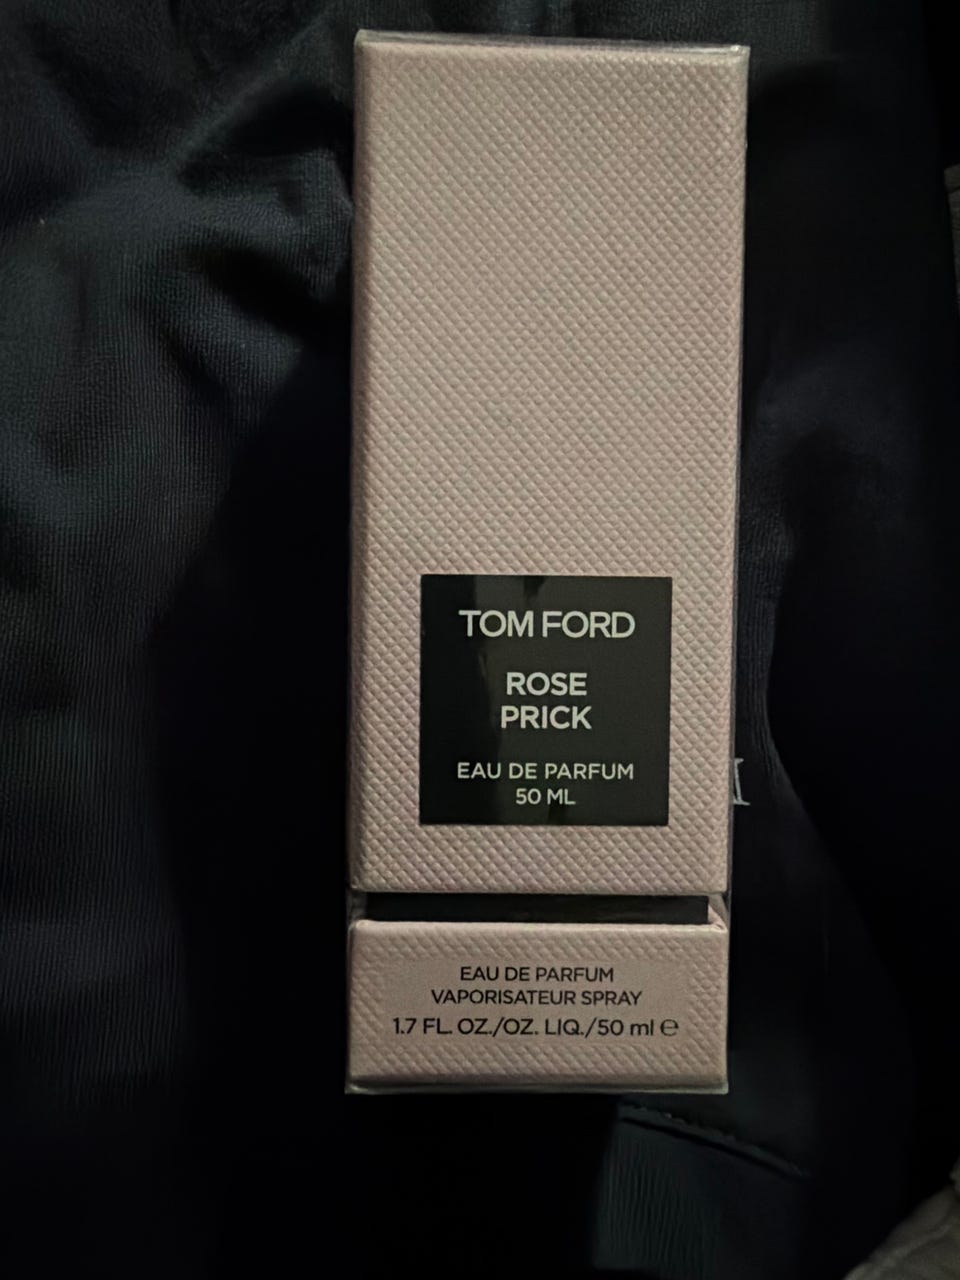 TOM FORD
ROSE
PRICK
EAU DE PARFUM
50 ML
EAU DE PARFUM
VAPORISATEUR SPRAY
1.7 FL. OZ./OZ. LIQ./50 ml ℮